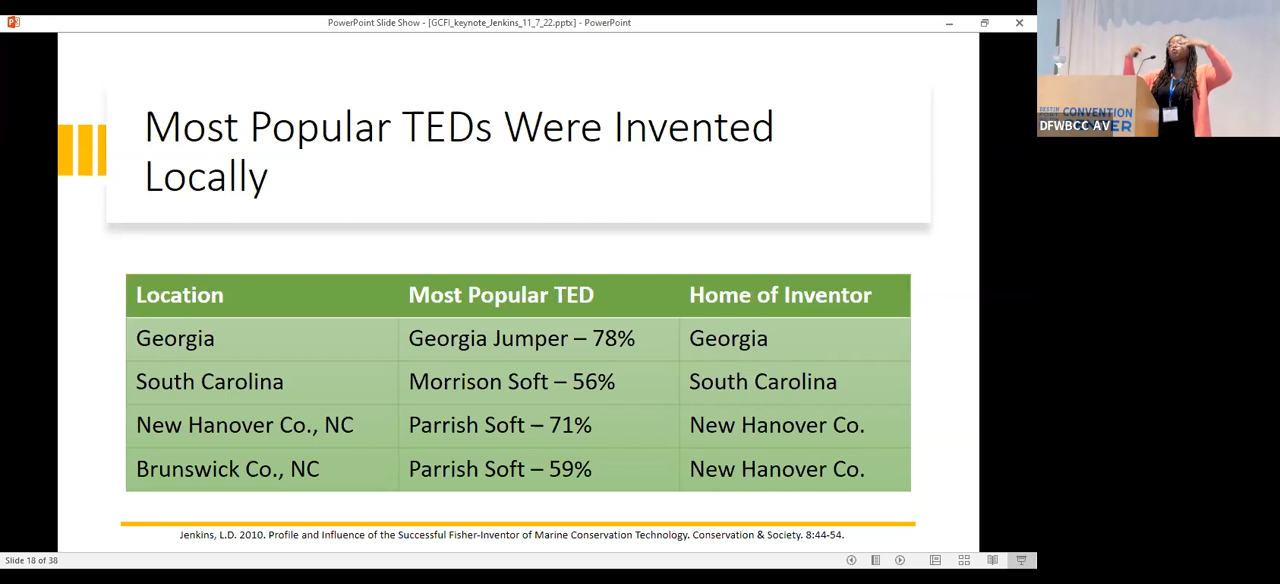 PowerPoint Slide Show - [GCFI_keynote_Jenkins_11_7_22.pptx] - PowerPoint
Most Popular TEDs Were Invented
Locally
Location Most Popular TED Home of Inventor
Georgia Georgia Jumper – 78% Georgia
South Carolina Morrison Soft – 56% South Carolina
New Hanover Co., NC Parrish Soft – 71% New Hanover Co.
Brunswick Co., NC Parrish Soft – 59% New Hanover Co.
Jenkins, L.D. 2010. Profile and Influence of the Successful Fisher-Inventor of Marine Conservation Technology. Conservation & Society. 8:44-54.
Slide 18 of 38
CONVENTION
DFWBCC AV